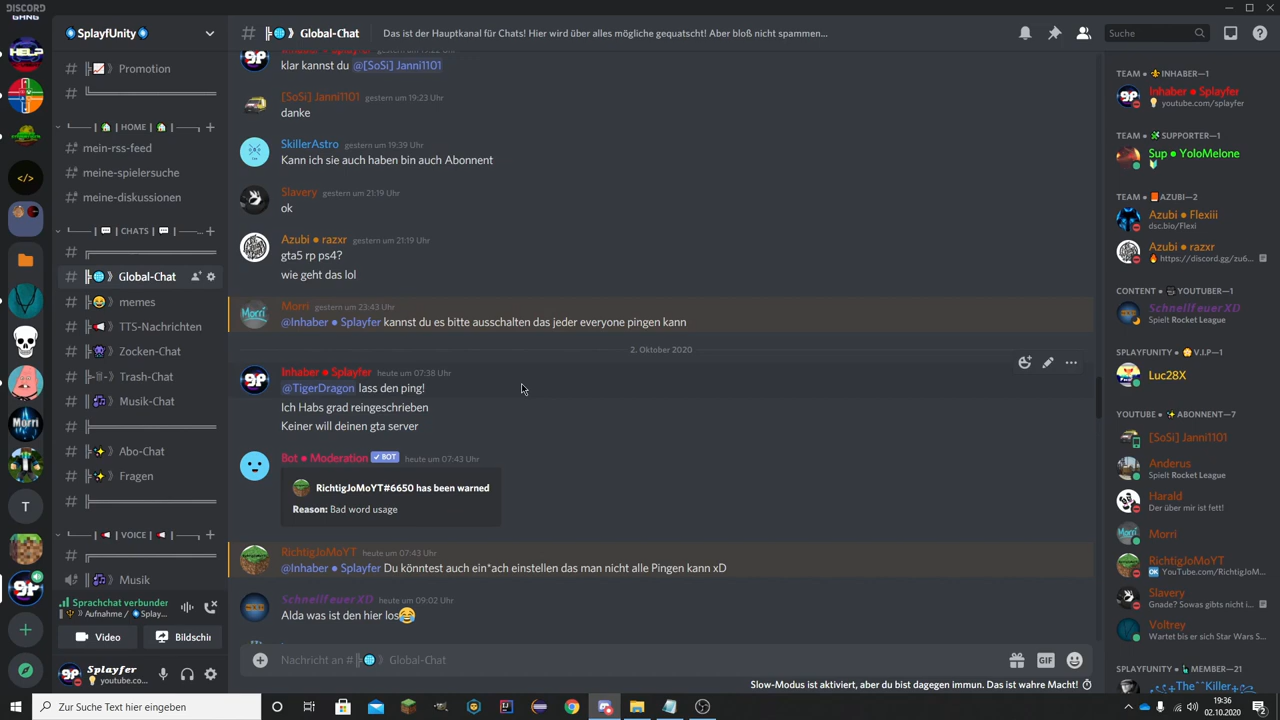 DISCORD
SplayfUnity
Promotion
HOME
mein-rss-feed
meine-spielersuche
meine-diskussionen
CHATS
Global-Chat
memes
TTS-Nachrichten
Zocken-Chat
Trash-Chat
Musik-Chat
Abo-Chat
Fragen
VOICE
Musik
Sprachchat verbunder
Aufnahme / Splay...
Video
Bildschir
Splayfer
youtube.co...
HELP
</>
Morri
T
Global-Chat
Das ist der Hauptkanal für Chats! Hier wird über alles mögliche gequatscht! Aber bloß nicht spammen...
Suche
klar kannst du @[SoSi] Janni1101
[SoSi] Janni1101 gestern um 19:23 Uhr
danke
SkillerAstro gestern um 19:39 Uhr
Kann ich sie auch haben bin auch Abonnent
Slavery gestern um 21:19 Uhr
ok
Azubi ● razxr gestern um 21:19 Uhr
gta5 rp ps4?
wie geht das lol
Morri gestern um 23:43 Uhr
@Inhaber ● Splayfer kannst du es bitte ausschalten das jeder everyone pingen kann
2. Oktober 2020
Inhaber ● Splayfer heute um 07:38 Uhr
@TigerDragon lass den ping!
Ich Habs grad reingeschrieben
Keiner will deinen gta server
Bot ● Moderation ✓ BOT heute um 07:43 Uhr
RichtigJoMoYT#6650 has been warned
Reason: Bad word usage
RichtigJoMoYT heute um 07:43 Uhr
@Inhaber ● Splayfer Du könntest auch ein*ach einstellen das man nicht alle Pingen kann xD
Schnellfeuer XD heute um 09:02 Uhr
Alda was ist den hier los😂
Nachricht an # Global-Chat
GIF
Slow-Modus ist aktiviert, aber du bist dagegen immun. Das ist wahre Macht!
TEAM • INHABER—1
Inhaber ● Splayfer
youtube.com/splayfer
TEAM • SUPPORTER—1
Sup ● YoloMelone
TEAM • AZUBI—2
Azubi ● Flexiii
dsc.bio/Flexi
Azubi ● razxr
https://discord.gg/zu6...
CONTENT • YOUTUBER—1
Schnellfeuer XD
Spielt Rocket League
SPLAYFUNITY • V.I.P—1
Luc28X
YOUTUBE • ABONNENT—7
[SoSi] Janni1101
Anderus
Spielt Rocket League
Harald
Der über mir ist fett!
Morri
RichtigJoMoYT
OK YouTube.com/RichtigJoM...
Slavery
Gnade? Sowas gibts nicht i...
Voltrey
Wartet bis er sich Star Wars S...
SPLAYFUNITY • MEMBER—21
Zur Suche Text hier eingeben
19:36
02.10.2020